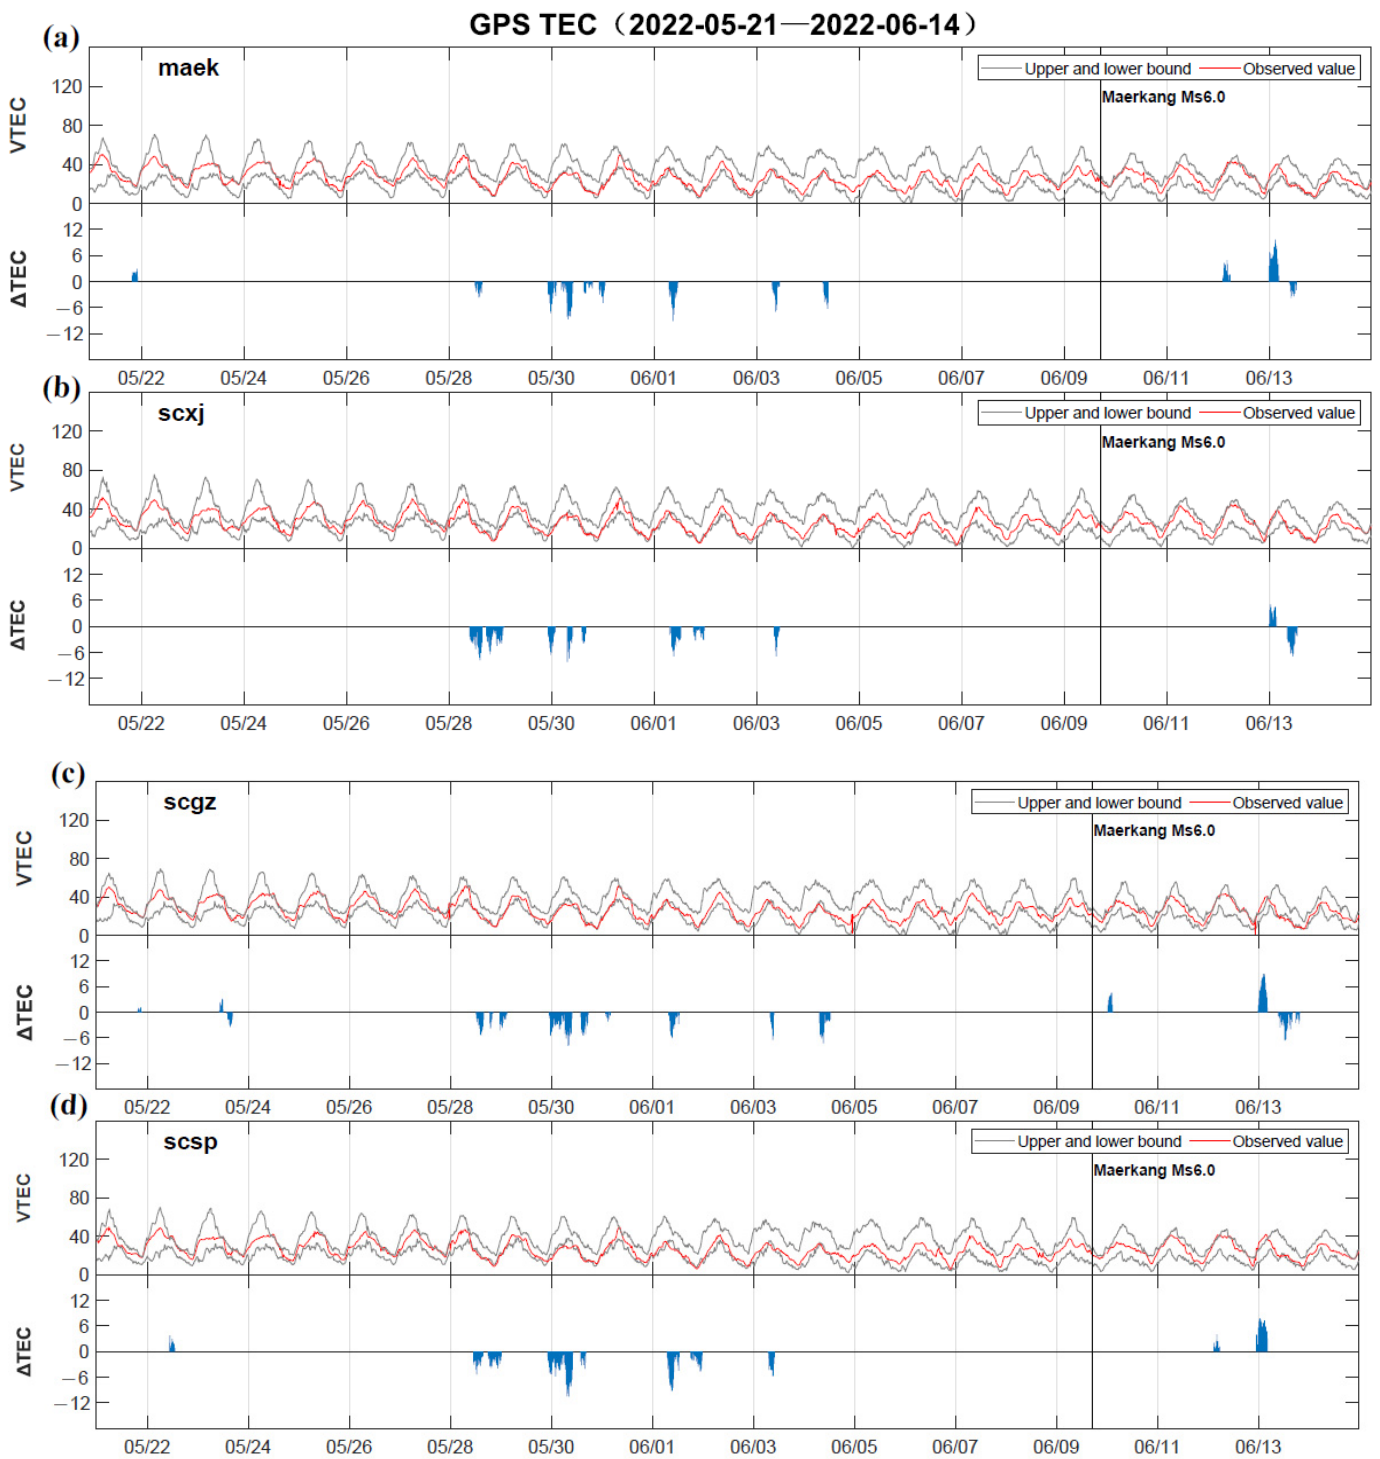 GPS TEC（2022-05-21—2022-06-14）
(a)
maek
Upper and lower bound Observed value
Maerkang Ms6.0
VTEC
120
80
40
0
ΔTEC
12
6
0
−6
−12
05/22 05/24 05/26 05/28 05/30 06/01 06/03 06/05 06/07 06/09 06/11 06/13
(b)
scxj
Upper and lower bound Observed value
Maerkang Ms6.0
VTEC
120
80
40
0
ΔTEC
12
6
0
−6
−12
05/22 05/24 05/26 05/28 05/30 06/01 06/03 06/05 06/07 06/09 06/11 06/13
(c)
scgz
Upper and lower bound Observed value
Maerkang Ms6.0
VTEC
120
80
40
0
ΔTEC
12
6
0
−6
−12
05/22 05/24 05/26 05/28 05/30 06/01 06/03 06/05 06/07 06/09 06/11 06/13
(d)
scsp
Upper and lower bound Observed value
Maerkang Ms6.0
VTEC
120
80
40
0
ΔTEC
12
6
0
−6
−12
05/22 05/24 05/26 05/28 05/30 06/01 06/03 06/05 06/07 06/09 06/11 06/13